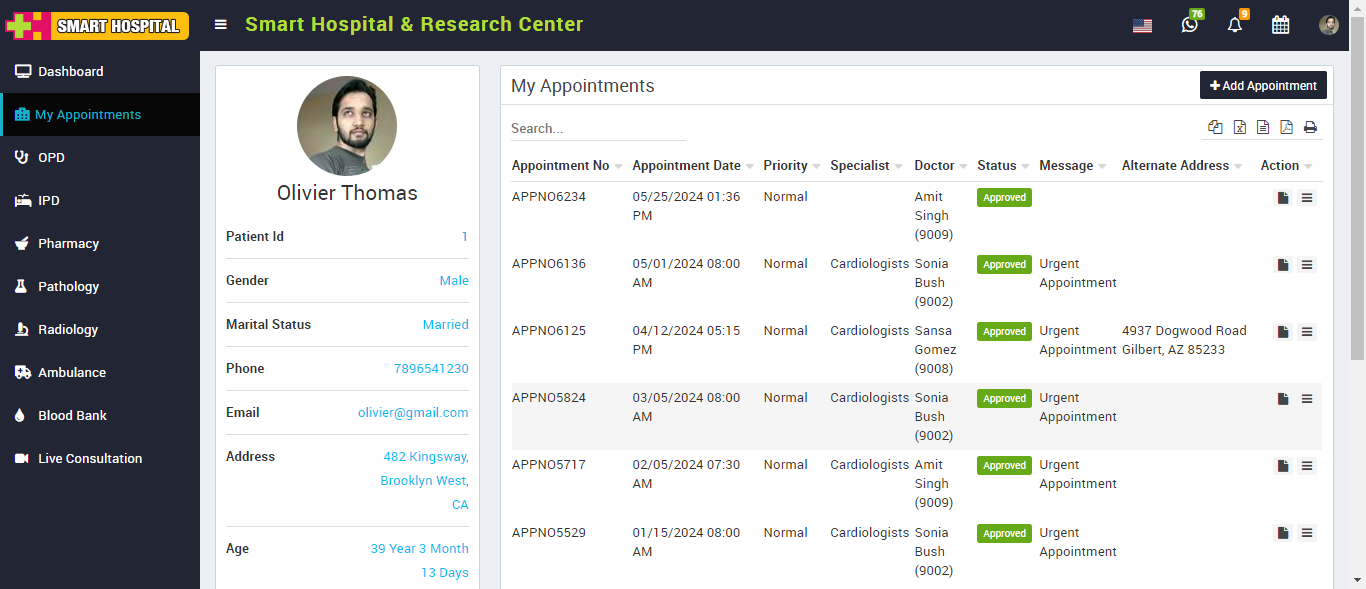 SMART HOSPITAL
Smart Hospital & Research Center
76
9
Dashboard
My Appointments
OPD
IPD
Pharmacy
Pathology
Radiology
Ambulance
Blood Bank
Live Consultation
Olivier Thomas
Patient Id 1
Gender Male
Marital Status Married
Phone 7896541230
Email olivier@gmail.com
Address 482 Kingsway,
Brooklyn West,
CA
Age 39 Year 3 Month
13 Days
My Appointments
Add Appointment
Search...
Appointment No Appointment Date Priority Specialist Doctor Status Message Alternate Address Action
APPNO6234 05/25/2024 01:36 Normal Amit Approved
PM Singh
(9009)
APPNO6136 05/01/2024 08:00 Normal Cardiologists Sonia Approved Urgent
AM Bush Appointment
(9002)
APPNO6125 04/12/2024 05:15 Normal Cardiologists Sansa Approved Urgent 4937 Dogwood Road
PM Gomez Appointment Gilbert, AZ 85233
(9008)
APPNO5824 03/05/2024 08:00 Normal Cardiologists Sonia Approved Urgent
AM Bush Appointment
(9002)
APPNO5717 02/05/2024 07:30 Normal Cardiologists Amit Approved Urgent
AM Singh Appointment
(9009)
APPNO5529 01/15/2024 08:00 Normal Cardiologists Sonia Approved Urgent
AM Bush Appointment
(9002)